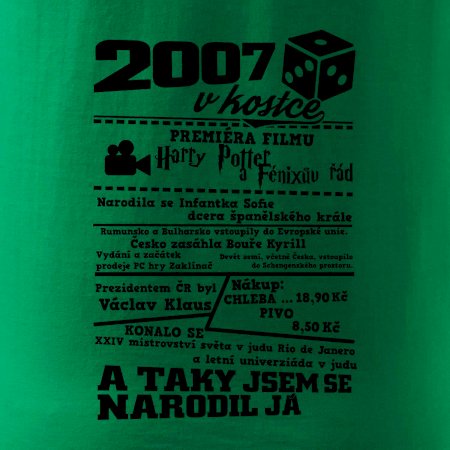 2007
v kostce
PREMIÉRA FILMU
Harry Potter
a Fénixův řád
Narodila se Infantka Sofie
dcera španělského krále
Rumunsko a Bulharsko vstoupily do Evropské unie.
Česko zasáhla Bouře Kyrill
Vydání a začátek
prodeje PC hry Zaklínač
Devět zemí, včetně Česka, vstoupilo
do Schengenského prostoru.
Prezidentem ČR byl
Václav Klaus
Nákup:
CHLEBA ... 18,90 Kč
PIVO
8,50 Kč
KONALO SE
XXIV mistrovství světa v judu Rio de Janero
a letní univerziáda v judu
A TAKY JSEM SE
NARODIL JÁ